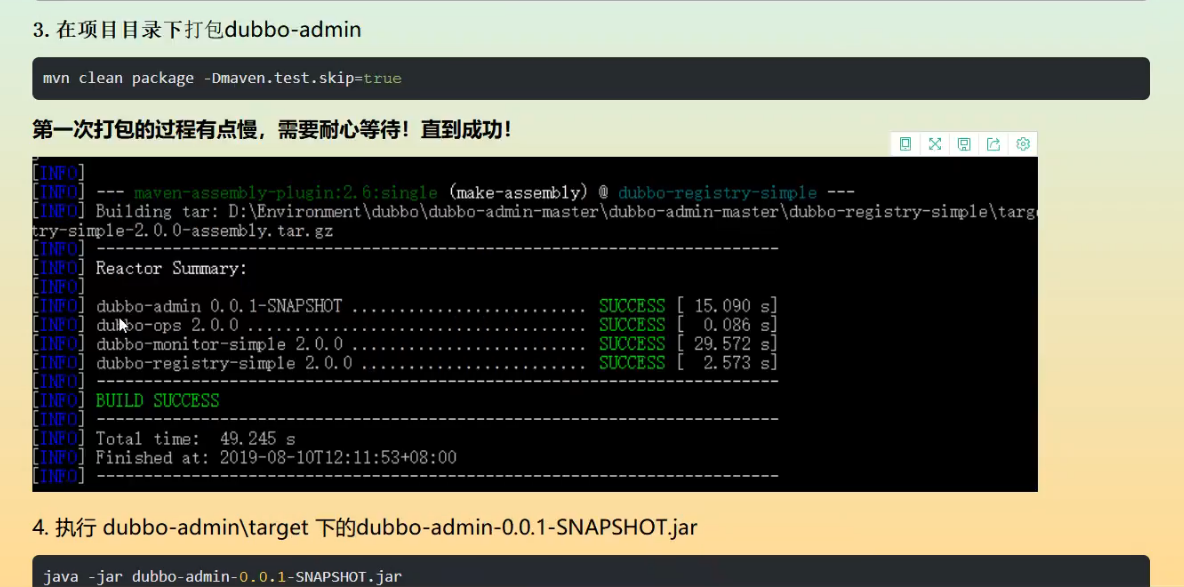 3. 在项目目录下打包dubbo-admin
mvn clean package -Dmaven.test.skip=true
第一次打包的过程有点慢，需要耐心等待！直到成功！
[INFO]
[INFO] --- maven-assembly-plugin:2.6:single (make-assembly) @ dubbo-registry-simple ---
[INFO] Building tar: D:\Environment\dubbo\dubbo-admin-master\dubbo-admin-master\dubbo-registry-simple\targe
try-simple-2.0.0-assembly.tar.gz
[INFO] ------------------------------------------------------------------------
[INFO] Reactor Summary:
[INFO]
[INFO] dubbo-admin 0.0.1-SNAPSHOT ......................... SUCCESS [ 15.090 s]
[INFO] dubbo-ops 2.0.0 .................................... SUCCESS [  0.086 s]
[INFO] dubbo-monitor-simple 2.0.0 ......................... SUCCESS [ 29.572 s]
[INFO] dubbo-registry-simple 2.0.0 ........................ SUCCESS [  2.573 s]
[INFO] ------------------------------------------------------------------------
[INFO] BUILD SUCCESS
[INFO] ------------------------------------------------------------------------
[INFO] Total time:  49.245 s
[INFO] Finished at: 2019-08-10T12:11:53+08:00
[INFO] ------------------------------------------------------------------------
4. 执行 dubbo-admin\target 下的dubbo-admin-0.0.1-SNAPSHOT.jar
java -jar dubbo-admin-0.0.1-SNAPSHOT.jar